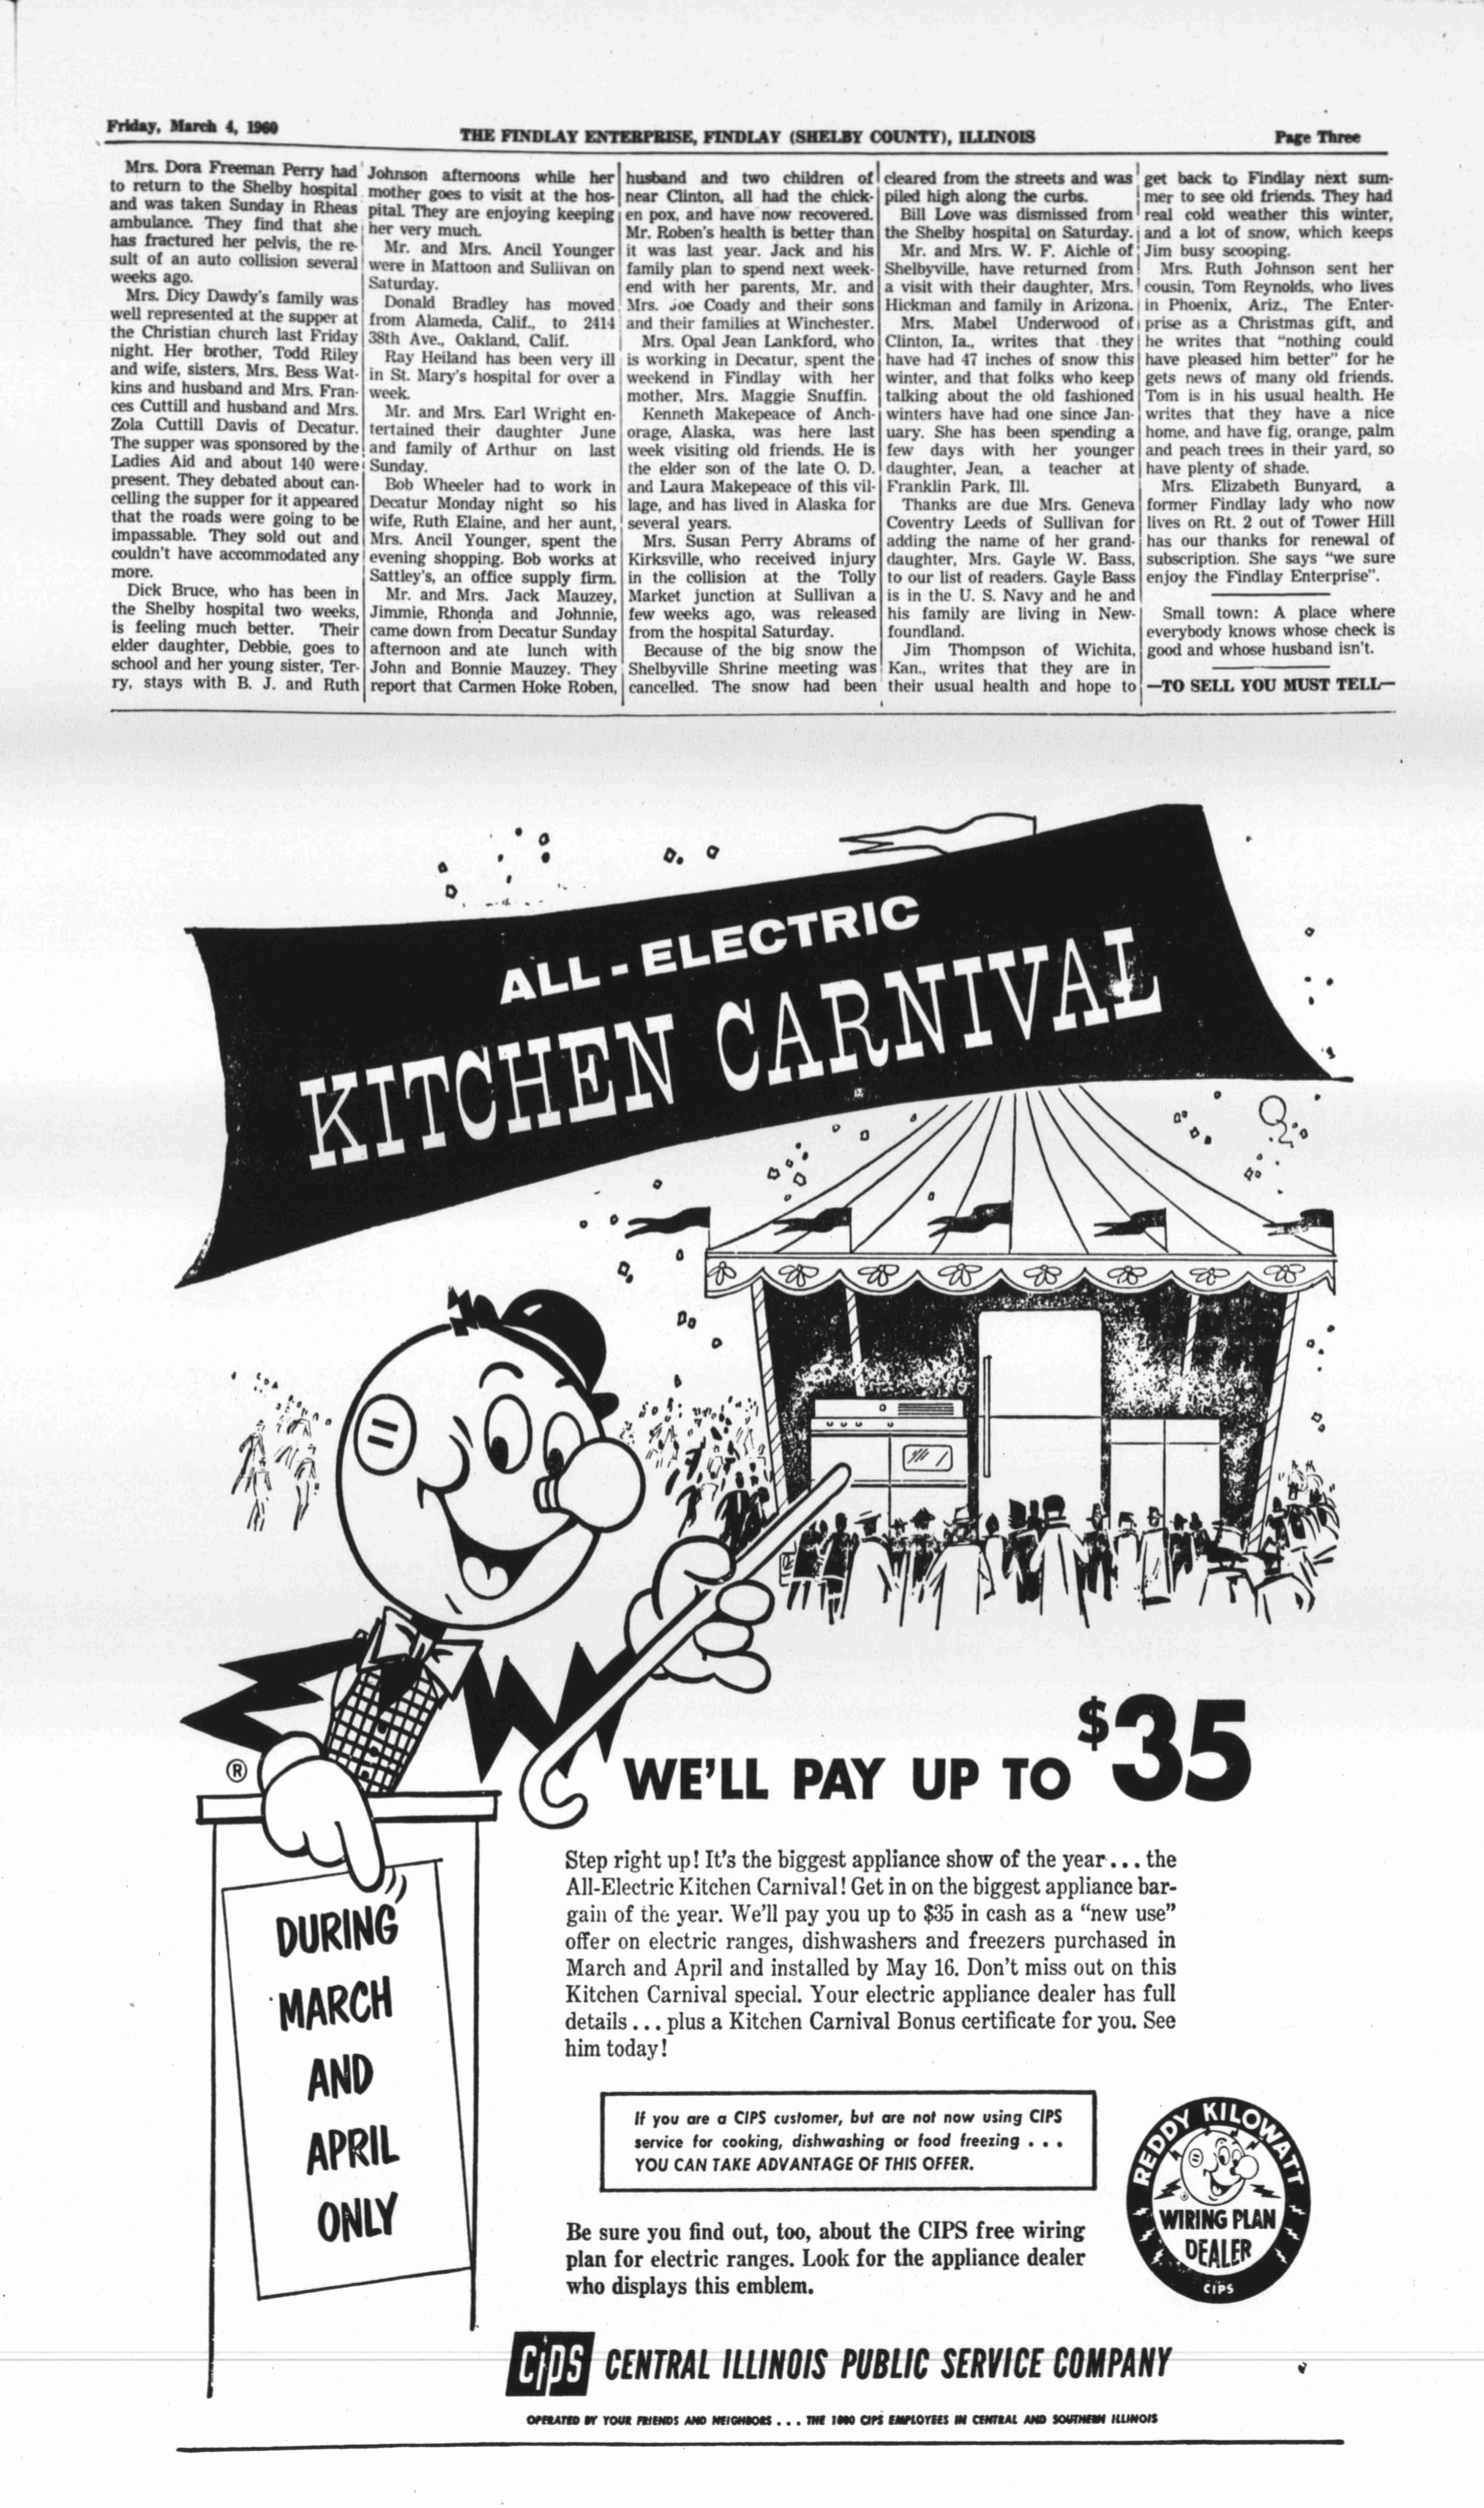 Friday, March 4, 1960
THE FINDLAY ENTERPRISE, FINDLAY (SHELBY COUNTY), ILLINOIS
Page Three
Mrs. Dora Freeman Perry had
to return to the Shelby hospital
and was taken Sunday in Rheas
ambulance. They find that she
has fractured her pelvis, the re-
sult of an auto collision several
weeks ago.
Mrs. Dicy Dawdy's family was
well represented at the supper at
the Christian church last Friday
night. Her brother, Todd Riley
and wife, sisters, Mrs. Bess Wat-
kins and husband and Mrs. Fran-
ces Cuttill and husband and Mrs.
Zola Cuttill Davis of Decatur.
The supper was sponsored by the
Ladies Aid and about 140 were
present. They debated about can-
celling the supper for it appeared
that the roads were going to be
impassable. They sold out and
couldn't have accommodated any
more.
Dick Bruce, who has been in
the Shelby hospital two weeks,
is feeling much better. Their
elder daughter, Debbie, goes to
school and her young sister, Ter-
ry, stays with B. J. and Ruth
Johnson afternoons while her
mother goes to visit at the hos-
pital. They are enjoying keeping
her very much.
Mr. and Mrs. Ancil Younger
were in Mattoon and Sullivan on
Saturday.
Donald Bradley has moved
from Alameda, Calif., to 2414
38th Ave., Oakland, Calif.
Ray Heiland has been very ill
in St. Mary's hospital for over a
week.
Mr. and Mrs. Earl Wright en-
tertained their daughter June
and family of Arthur on last
Sunday.
Bob Wheeler had to work in
Decatur Monday night so his
wife, Ruth Elaine, and her aunt,
Mrs. Ancil Younger, spent the
evening shopping. Bob works at
Sattley's, an office supply firm.
Mr. and Mrs. Jack Mauzey,
Jimmie, Rhonda and Johnnie,
came down from Decatur Sunday
afternoon and ate lunch with
John and Bonnie Mauzey. They
report that Carmen Hoke Roben,
husband and two children of
near Clinton, all had the chick-
en pox, and have now recovered.
Mr. Roben's health is better than
it was last year. Jack and his
family plan to spend next week-
end with her parents, Mr. and
Mrs. Joe Coady and their sons
and their families at Winchester.
Mrs. Opal Jean Lankford, who
is working in Decatur, spent the
weekend in Findlay with her
mother, Mrs. Maggie Snuffin.
Kenneth Makepeace of Anch-
orage, Alaska, was here last
week visiting old friends. He is
the elder son of the late O. D.
and Laura Makepeace of this vil-
lage, and has lived in Alaska for
several years.
Mrs. Susan Perry Abrams of
Kirksville, who received injury
in the collision at the Tolly
Market junction at Sullivan a
few weeks ago, was released
from the hospital Saturday.
Because of the big snow the
Shelbyville Shrine meeting was
cancelled. The snow had been
cleared from the streets and was
piled high along the curbs.
Bill Love was dismissed from
the Shelby hospital on Saturday.
Mr. and Mrs. W. F. Aichle of
Shelbyville, have returned from
a visit with their daughter, Mrs.
Hickman and family in Arizona.
Mrs. Mabel Underwood of
Clinton, Ia., writes that they
have had 47 inches of snow this
winter, and that folks who keep
talking about the old fashioned
winters have had one since Jan-
uary. She has been spending a
few days with her younger
daughter, Jean, a teacher at
Franklin Park, Ill.
Thanks are due Mrs. Geneva
Coventry Leeds of Sullivan for
adding the name of her grand-
daughter, Mrs. Gayle W. Bass,
to our list of readers. Gayle Bass
is in the U. S. Navy and he and
his family are living in New-
foundland.
Jim Thompson of Wichita,
Kan., writes that they are in
their usual health and hope to
get back to Findlay next sum-
mer to see old friends. They had
real cold weather this winter,
and a lot of snow, which keeps
Jim busy scooping.
Mrs. Ruth Johnson sent her
cousin, Tom Reynolds, who lives
in Phoenix, Ariz., The Enter-
prise as a Christmas gift, and
he writes that "nothing could
have pleased him better" for he
gets news of many old friends.
Tom is in his usual health. He
writes that they have a nice
home, and have fig, orange, palm
and peach trees in their yard, so
have plenty of shade.
Mrs. Elizabeth Bunyard, a
former Findlay lady who now
lives on Rt. 2 out of Tower Hill
has our thanks for renewal of
subscription. She says "we sure
enjoy the Findlay Enterprise".
Small town: A place where
everybody knows whose check is
good and whose husband isn't.
—TO SELL YOU MUST TELL—
ALL-ELECTRIC
KITCHEN CARNIVAL
®
WE'LL PAY UP TO $35
DURING
MARCH
AND
APRIL
ONLY
Step right up! It's the biggest appliance show of the year... the
All-Electric Kitchen Carnival! Get in on the biggest appliance bar-
gain of the year. We'll pay you up to $35 in cash as a "new use"
offer on electric ranges, dishwashers and freezers purchased in
March and April and installed by May 16. Don't miss out on this
Kitchen Carnival special. Your electric appliance dealer has full
details... plus a Kitchen Carnival Bonus certificate for you. See
him today!
If you are a CIPS customer, but are not now using CIPS
service for cooking, dishwashing or food freezing . . .
YOU CAN TAKE ADVANTAGE OF THIS OFFER.
Be sure you find out, too, about the CIPS free wiring
plan for electric ranges. Look for the appliance dealer
who displays this emblem.
REDDY KILOWATT
WIRING PLAN
DEALER
CIPS
CIPS CENTRAL ILLINOIS PUBLIC SERVICE COMPANY
OPERATED BY YOUR FRIENDS AND NEIGHBORS . . . THE 1800 CIPS EMPLOYEES IN CENTRAL AND SOUTHERN ILLINOIS